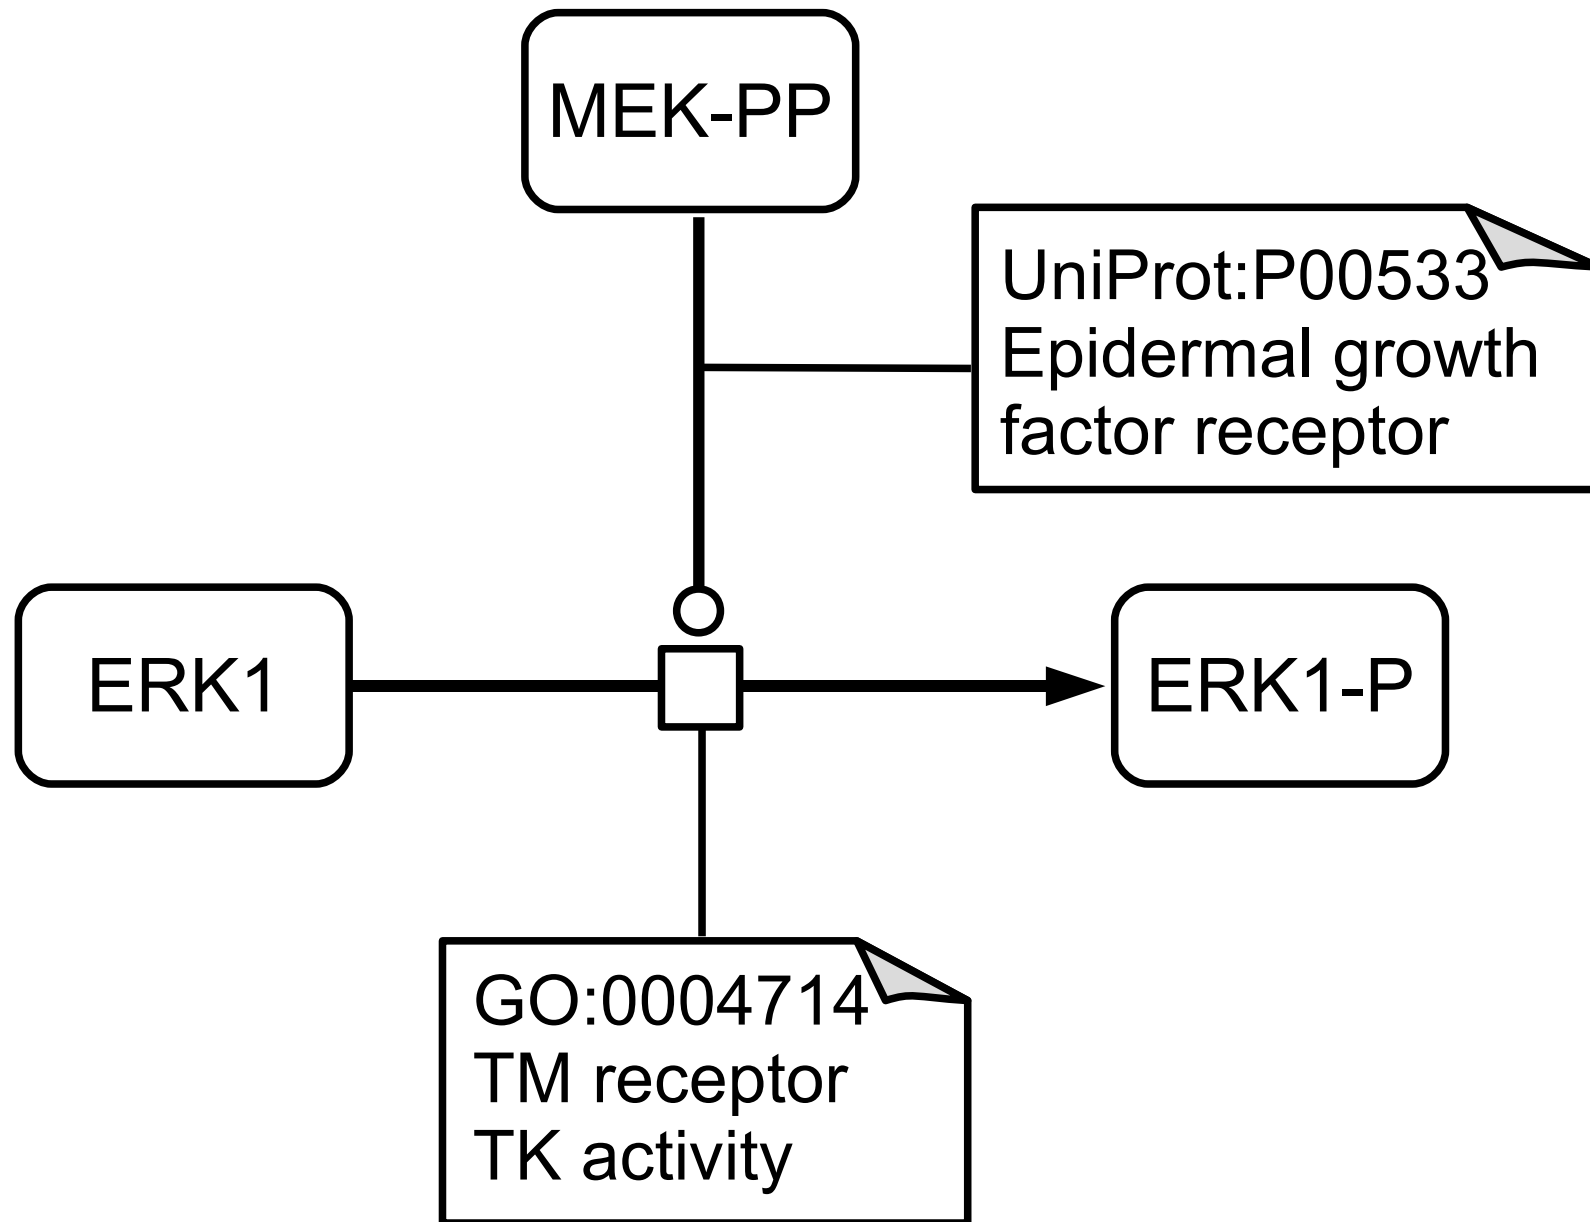 MEK-PP
UniProt:P00533
Epidermal growth
factor receptor
ERK1
ERK1-P
GO:0004714
TM receptor
TK activity